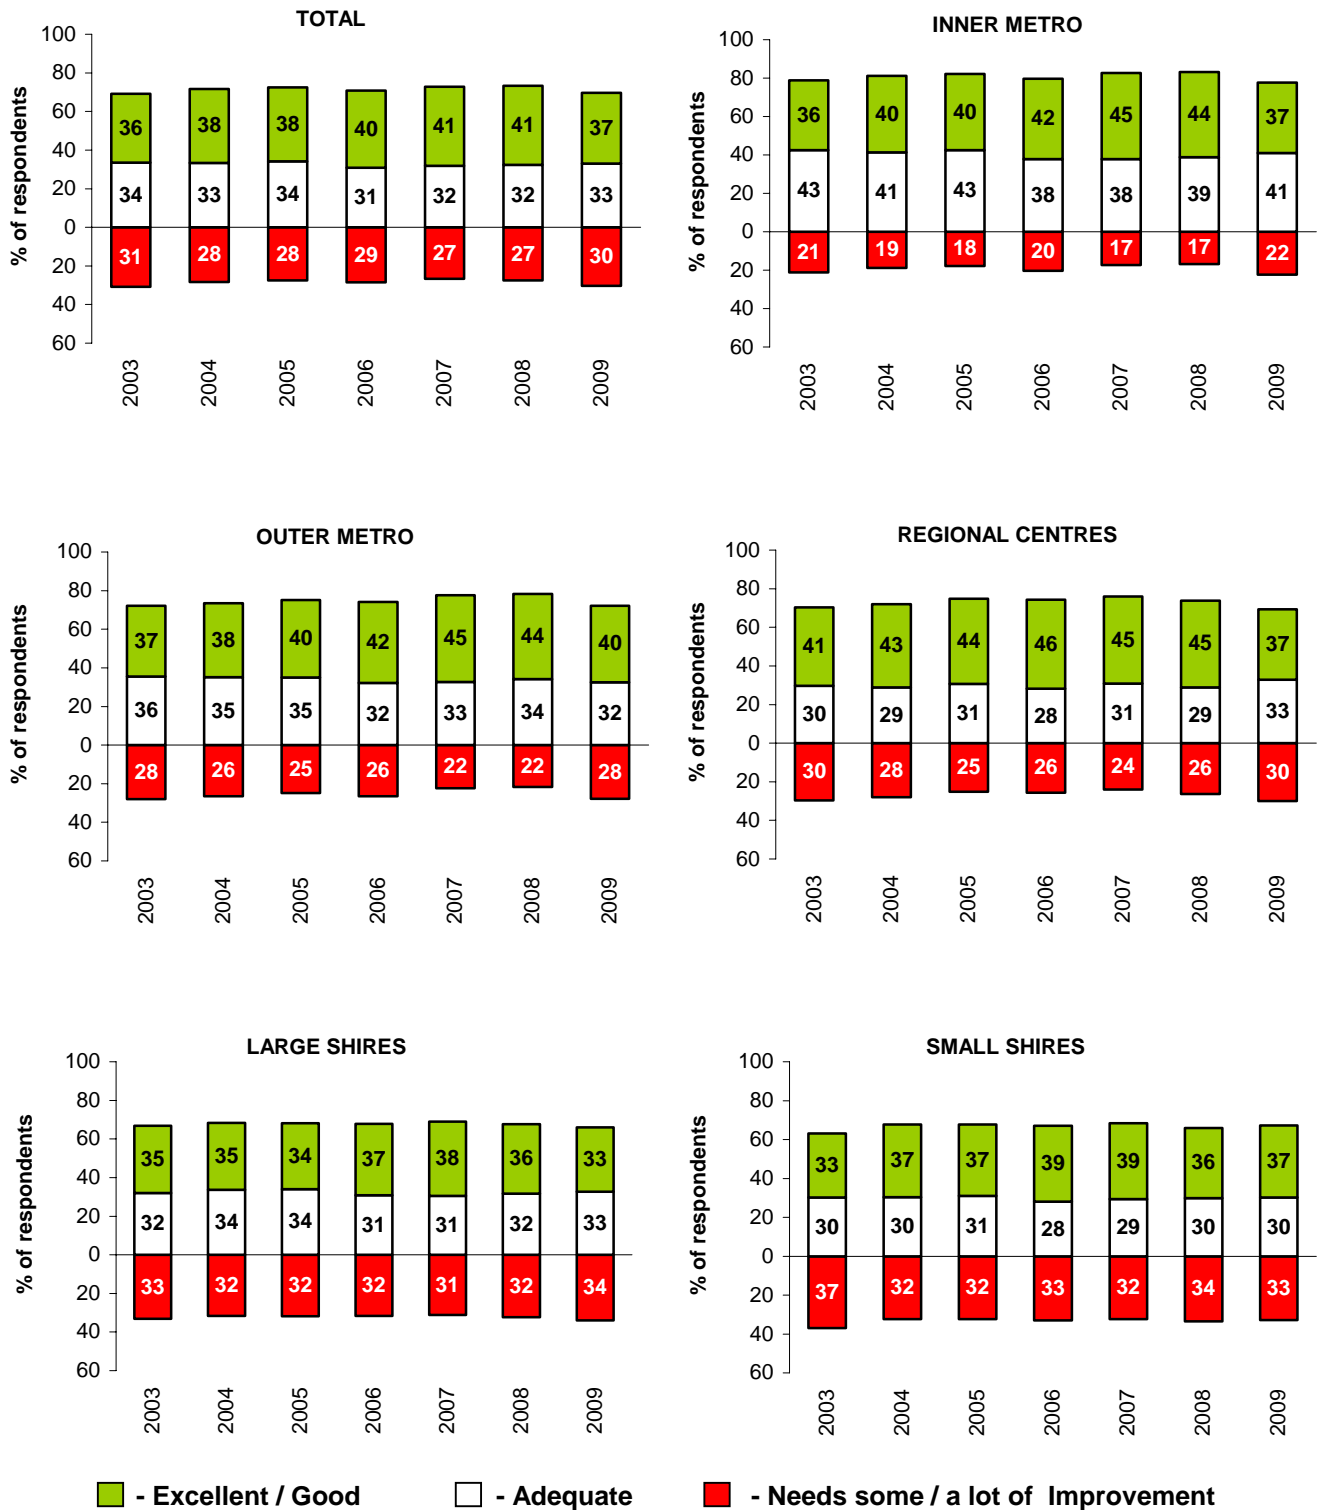 TOTAL
% of respondents
100
80
60
40
20
0
20
40
60
36 38 38 40 41 41 37
34 33 34 31 32 32 33
31 28 28 29 27 27 30
2003 2004 2005 2006 2007 2008 2009
INNER METRO
% of respondents
100
80
60
40
20
0
20
40
60
36 40 40 42 45 44 37
43 41 43 38 38 39 41
21 19 18 20 17 17 22
2003 2004 2005 2006 2007 2008 2009
OUTER METRO
% of respondents
100
80
60
40
20
0
20
40
60
37 38 40 42 45 44 40
36 35 35 32 33 34 32
28 26 25 26 22 22 28
2003 2004 2005 2006 2007 2008 2009
REGIONAL CENTRES
% of respondents
100
80
60
40
20
0
20
40
60
41 43 44 46 45 45 37
30 29 31 28 31 29 33
30 28 25 26 24 26 30
2003 2004 2005 2006 2007 2008 2009
LARGE SHIRES
% of respondents
100
80
60
40
20
0
20
40
60
35 35 34 37 38 36 33
32 34 34 31 31 32 33
33 32 32 32 31 32 34
2003 2004 2005 2006 2007 2008 2009
SMALL SHIRES
% of respondents
100
80
60
40
20
0
20
40
60
33 37 37 39 39 36 37
30 30 31 28 29 30 30
37 32 32 33 32 34 33
2003 2004 2005 2006 2007 2008 2009
- Excellent / Good - Adequate - Needs some / a lot of Improvement